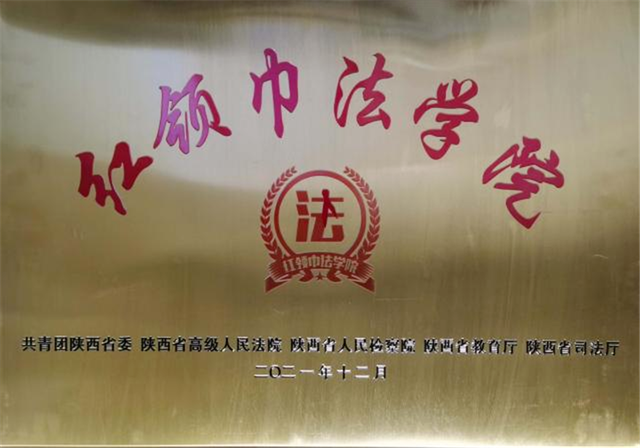 红领巾法学院
法
红领巾法学院
共青团陕西省委 陕西省高级人民法院 陕西省人民检察院 陕西省教育厅 陕西省司法厅
二〇二一年十二月